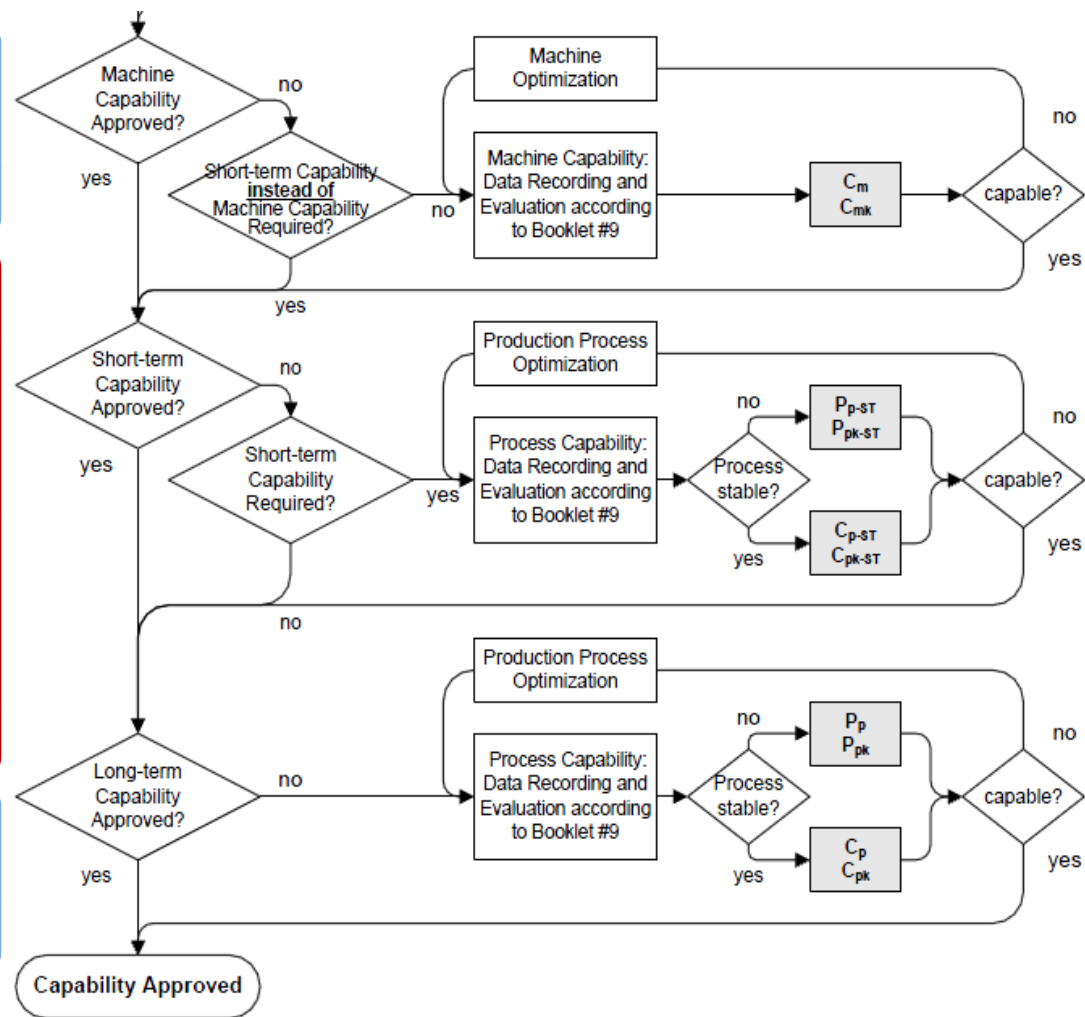 Machine
Capability
Approved?
no
yes
Short-term Capability
instead of
Machine Capability
Required?
no
yes
Machine
Optimization
Machine Capability:
Data Recording and
Evaluation according
to Booklet #9
Cm
Cmk
capable?
no
yes
Short-term
Capability
Approved?
no
yes
Short-term
Capability
Required?
yes
no
Production Process
Optimization
Process Capability:
Data Recording and
Evaluation according
to Booklet #9
Process
stable?
no
yes
Pp-ST
Ppk-ST
Cp-ST
Cpk-ST
capable?
no
yes
Long-term
Capability
Approved?
no
yes
Production Process
Optimization
Process Capability:
Data Recording and
Evaluation according
to Booklet #9
Process
stable?
no
yes
Pp
Ppk
Cp
Cpk
capable?
no
yes
Capability Approved